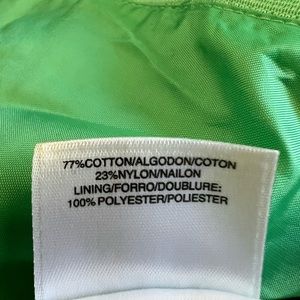 77%COTTON/ALGODON/COTON
23%NYLON/NAILON
LINING/FORRO/DOUBLURE:
100% POLYESTER/POLIESTER